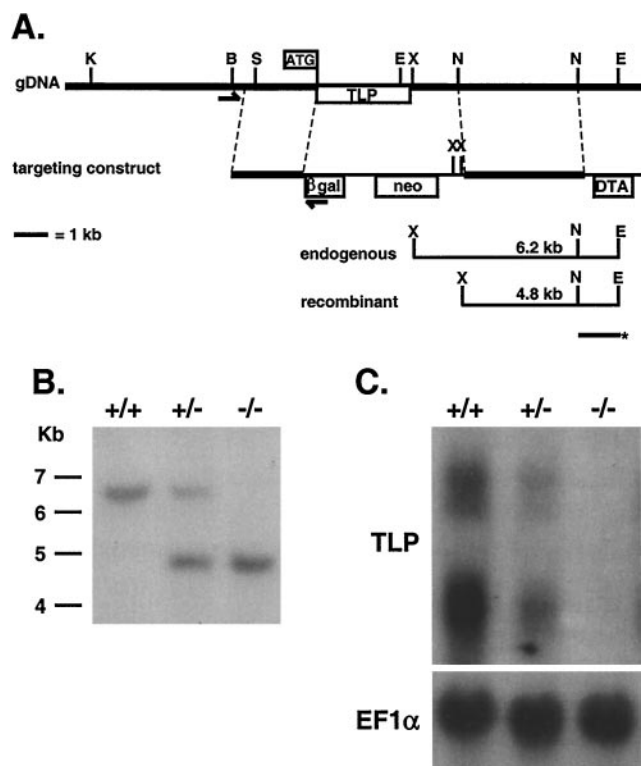 A.
K B S ATG E X N N E
gDNA
TLP
XX
targeting construct
βgal neo DTA
= 1 kb
X N E
endogenous 6.2 kb
X N E
recombinant 4.8 kb
*
B.
+/+ +/- -/-
Kb
7
6
5
4
C.
+/+ +/- -/-
TLP
EF1α